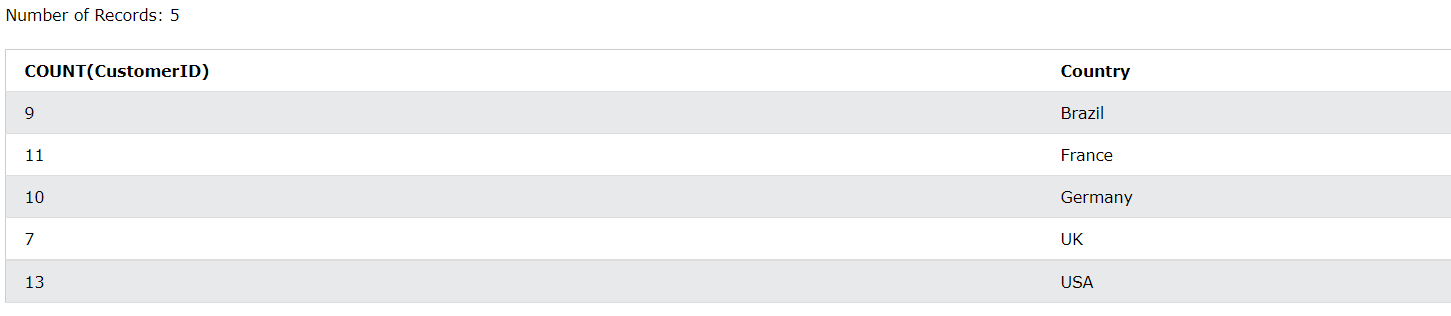 Number of Records: 5
COUNT(CustomerID) Country
9 Brazil
11 France
10 Germany
7 UK
13 USA